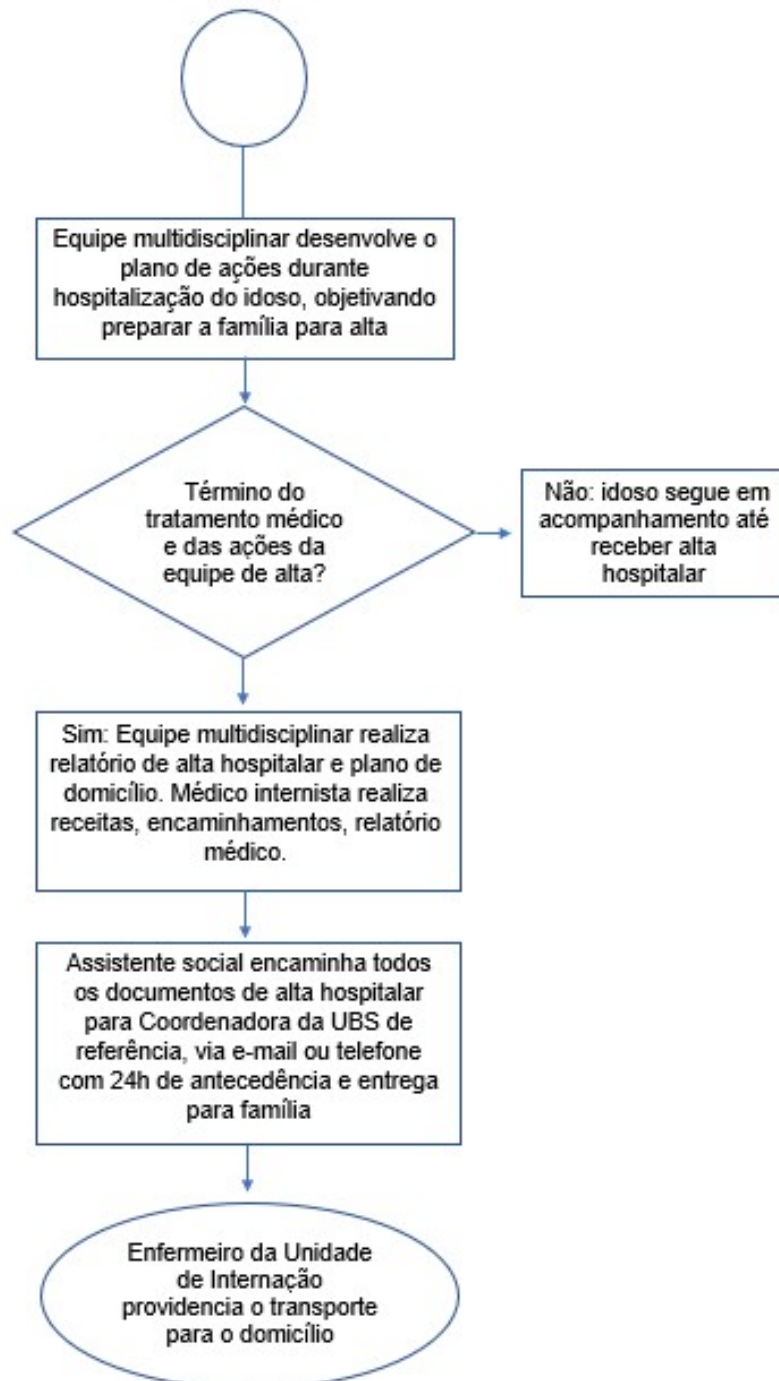 Equipe multidisciplinar desenvolve o
plano de ações durante
hospitalização do idoso, objetivando
preparar a família para alta
Término do
tratamento médico
e das ações da
equipe de alta?
Não: idoso segue em
acompanhamento até
receber alta
hospitalar
Sim: Equipe multidisciplinar realiza
relatório de alta hospitalar e plano de
domicílio. Médico internista realiza
receitas, encaminhamentos, relatório
médico.
Assistente social encaminha todos
os documentos de alta hospitalar
para Coordenadora da UBS de
referência, via e-mail ou telefone
com 24h de antecedência e entrega
para família
Enfermeiro da Unidade
de Internação
providencia o transporte
para o domicílio